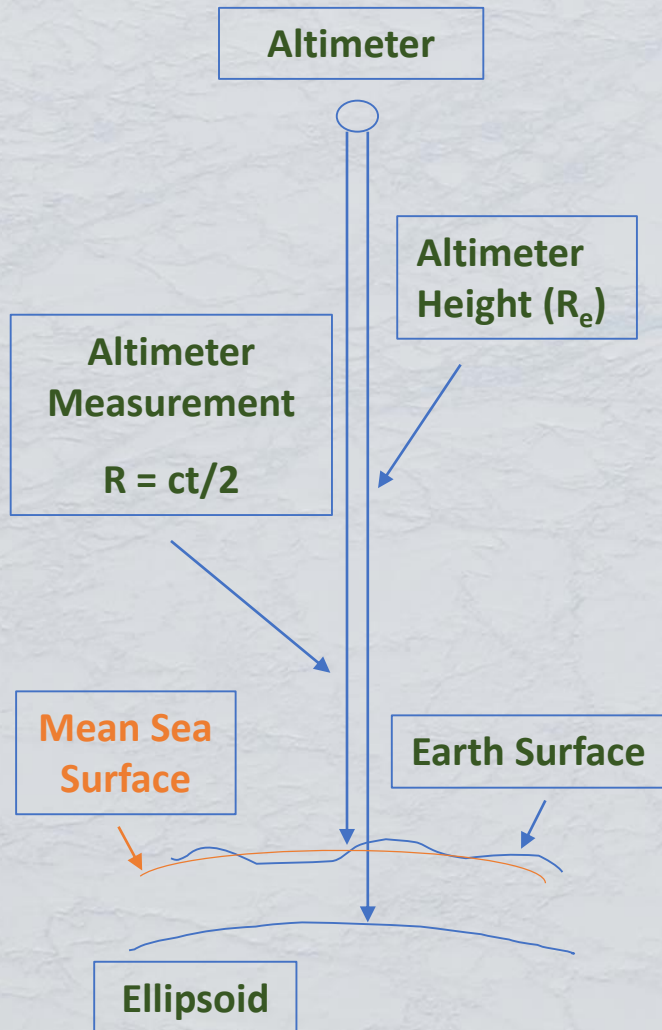 Altimeter
Altimeter
Height (Rₑ)
Altimeter
Measurement
R = ct/2
Mean Sea
Surface
Earth Surface
Ellipsoid